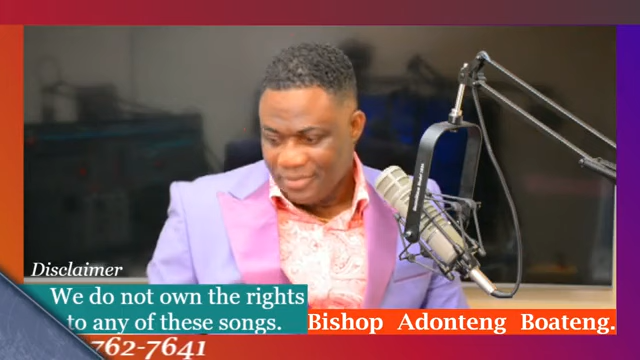 Disclaimer
We do not own the rights
to any of these songs.
Bishop Adonteng Boateng.
762-7641